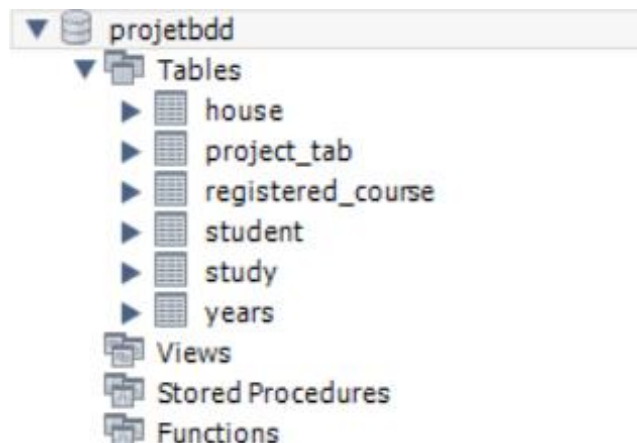 projetbdd
Tables
house
project_tab
registered_course
student
study
years
Views
Stored Procedures
Functions